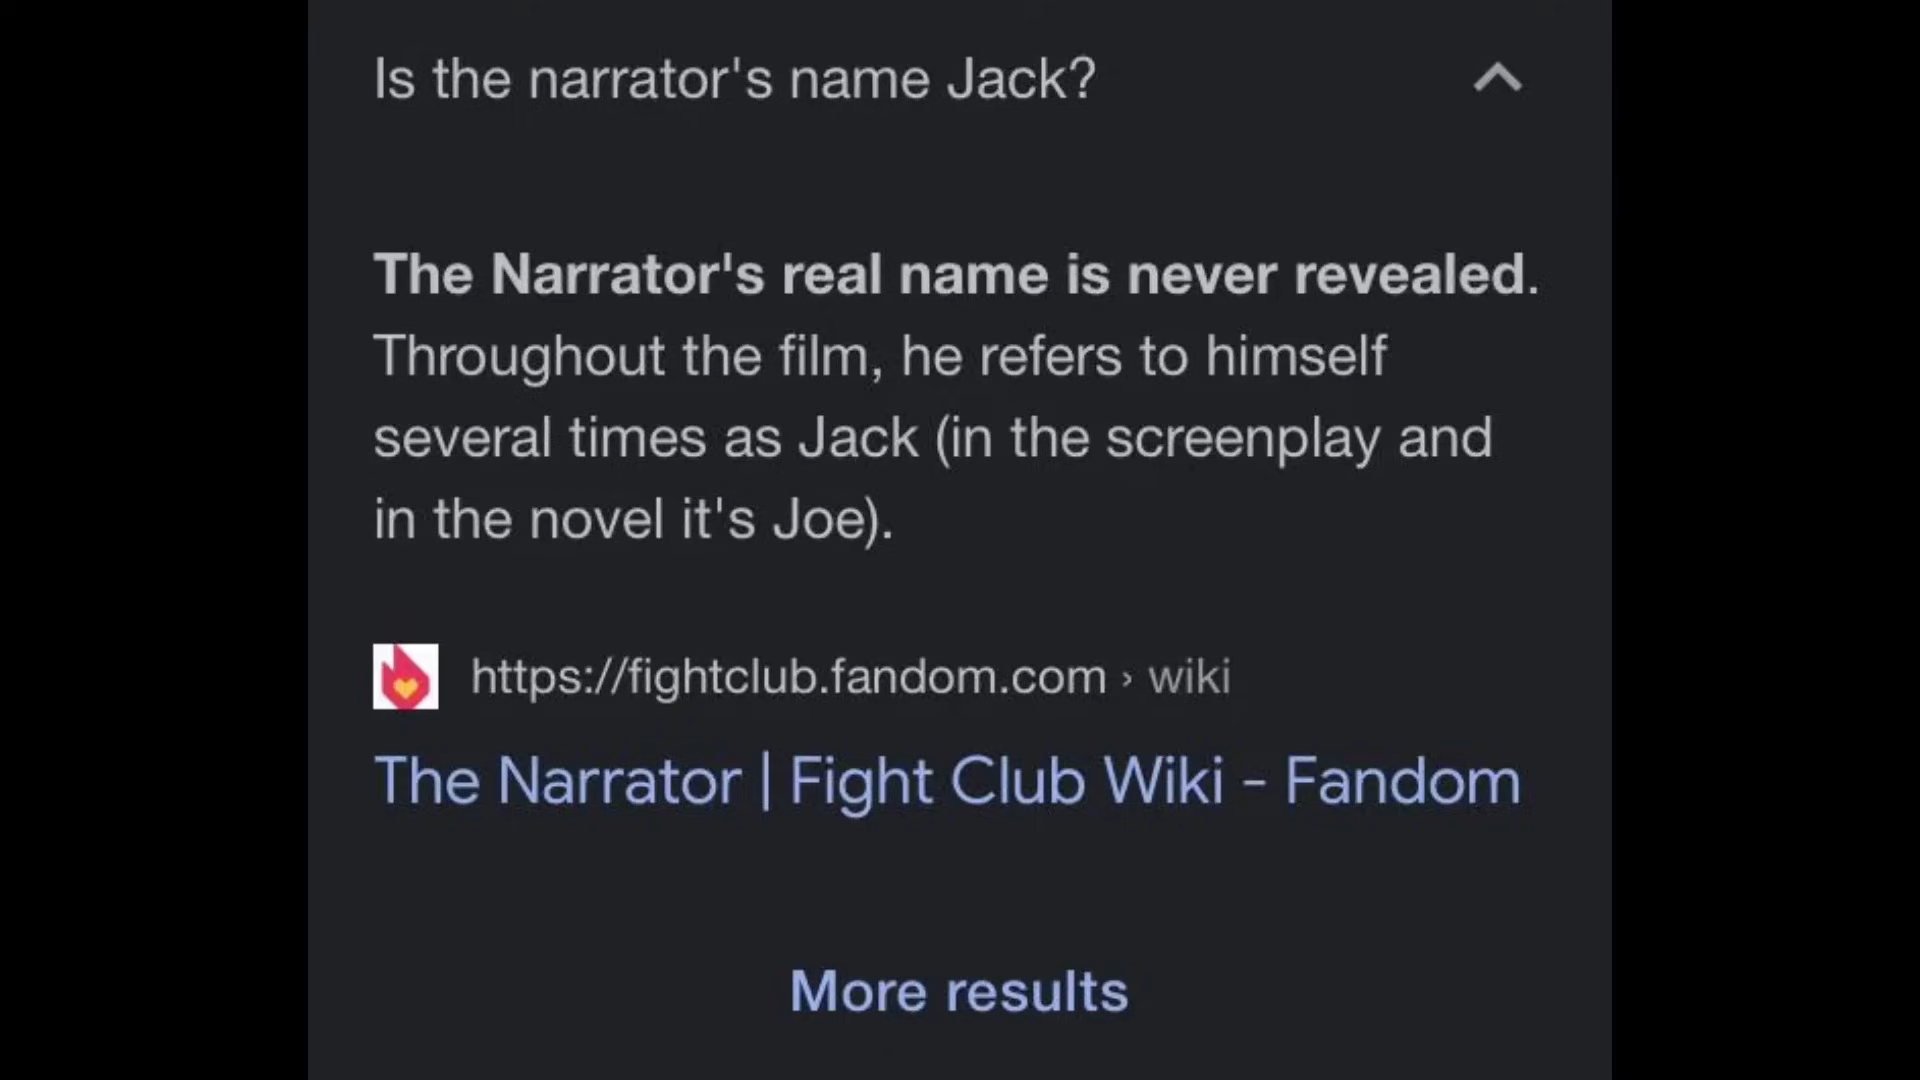 Is the narrator's name Jack?
The Narrator's real name is never revealed.
Throughout the film, he refers to himself
several times as Jack (in the screenplay and
in the novel it's Joe).
https://fightclub.fandom.com › wiki
The Narrator | Fight Club Wiki - Fandom
More results